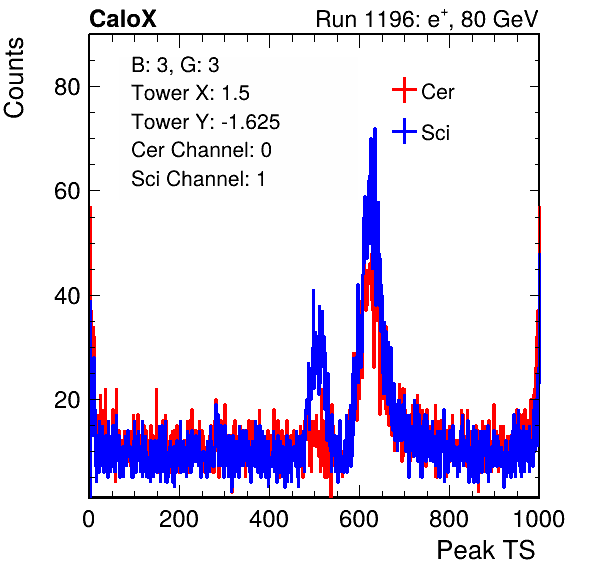 CaloX Run 1196: e+, 80 GeV
Counts
B: 3, G: 3
Tower X: 1.5
Tower Y: -1.625
Cer Channel: 0
Sci Channel: 1
Cer
Sci
80
60
40
20
0 200 400 600 800 1000
Peak TS